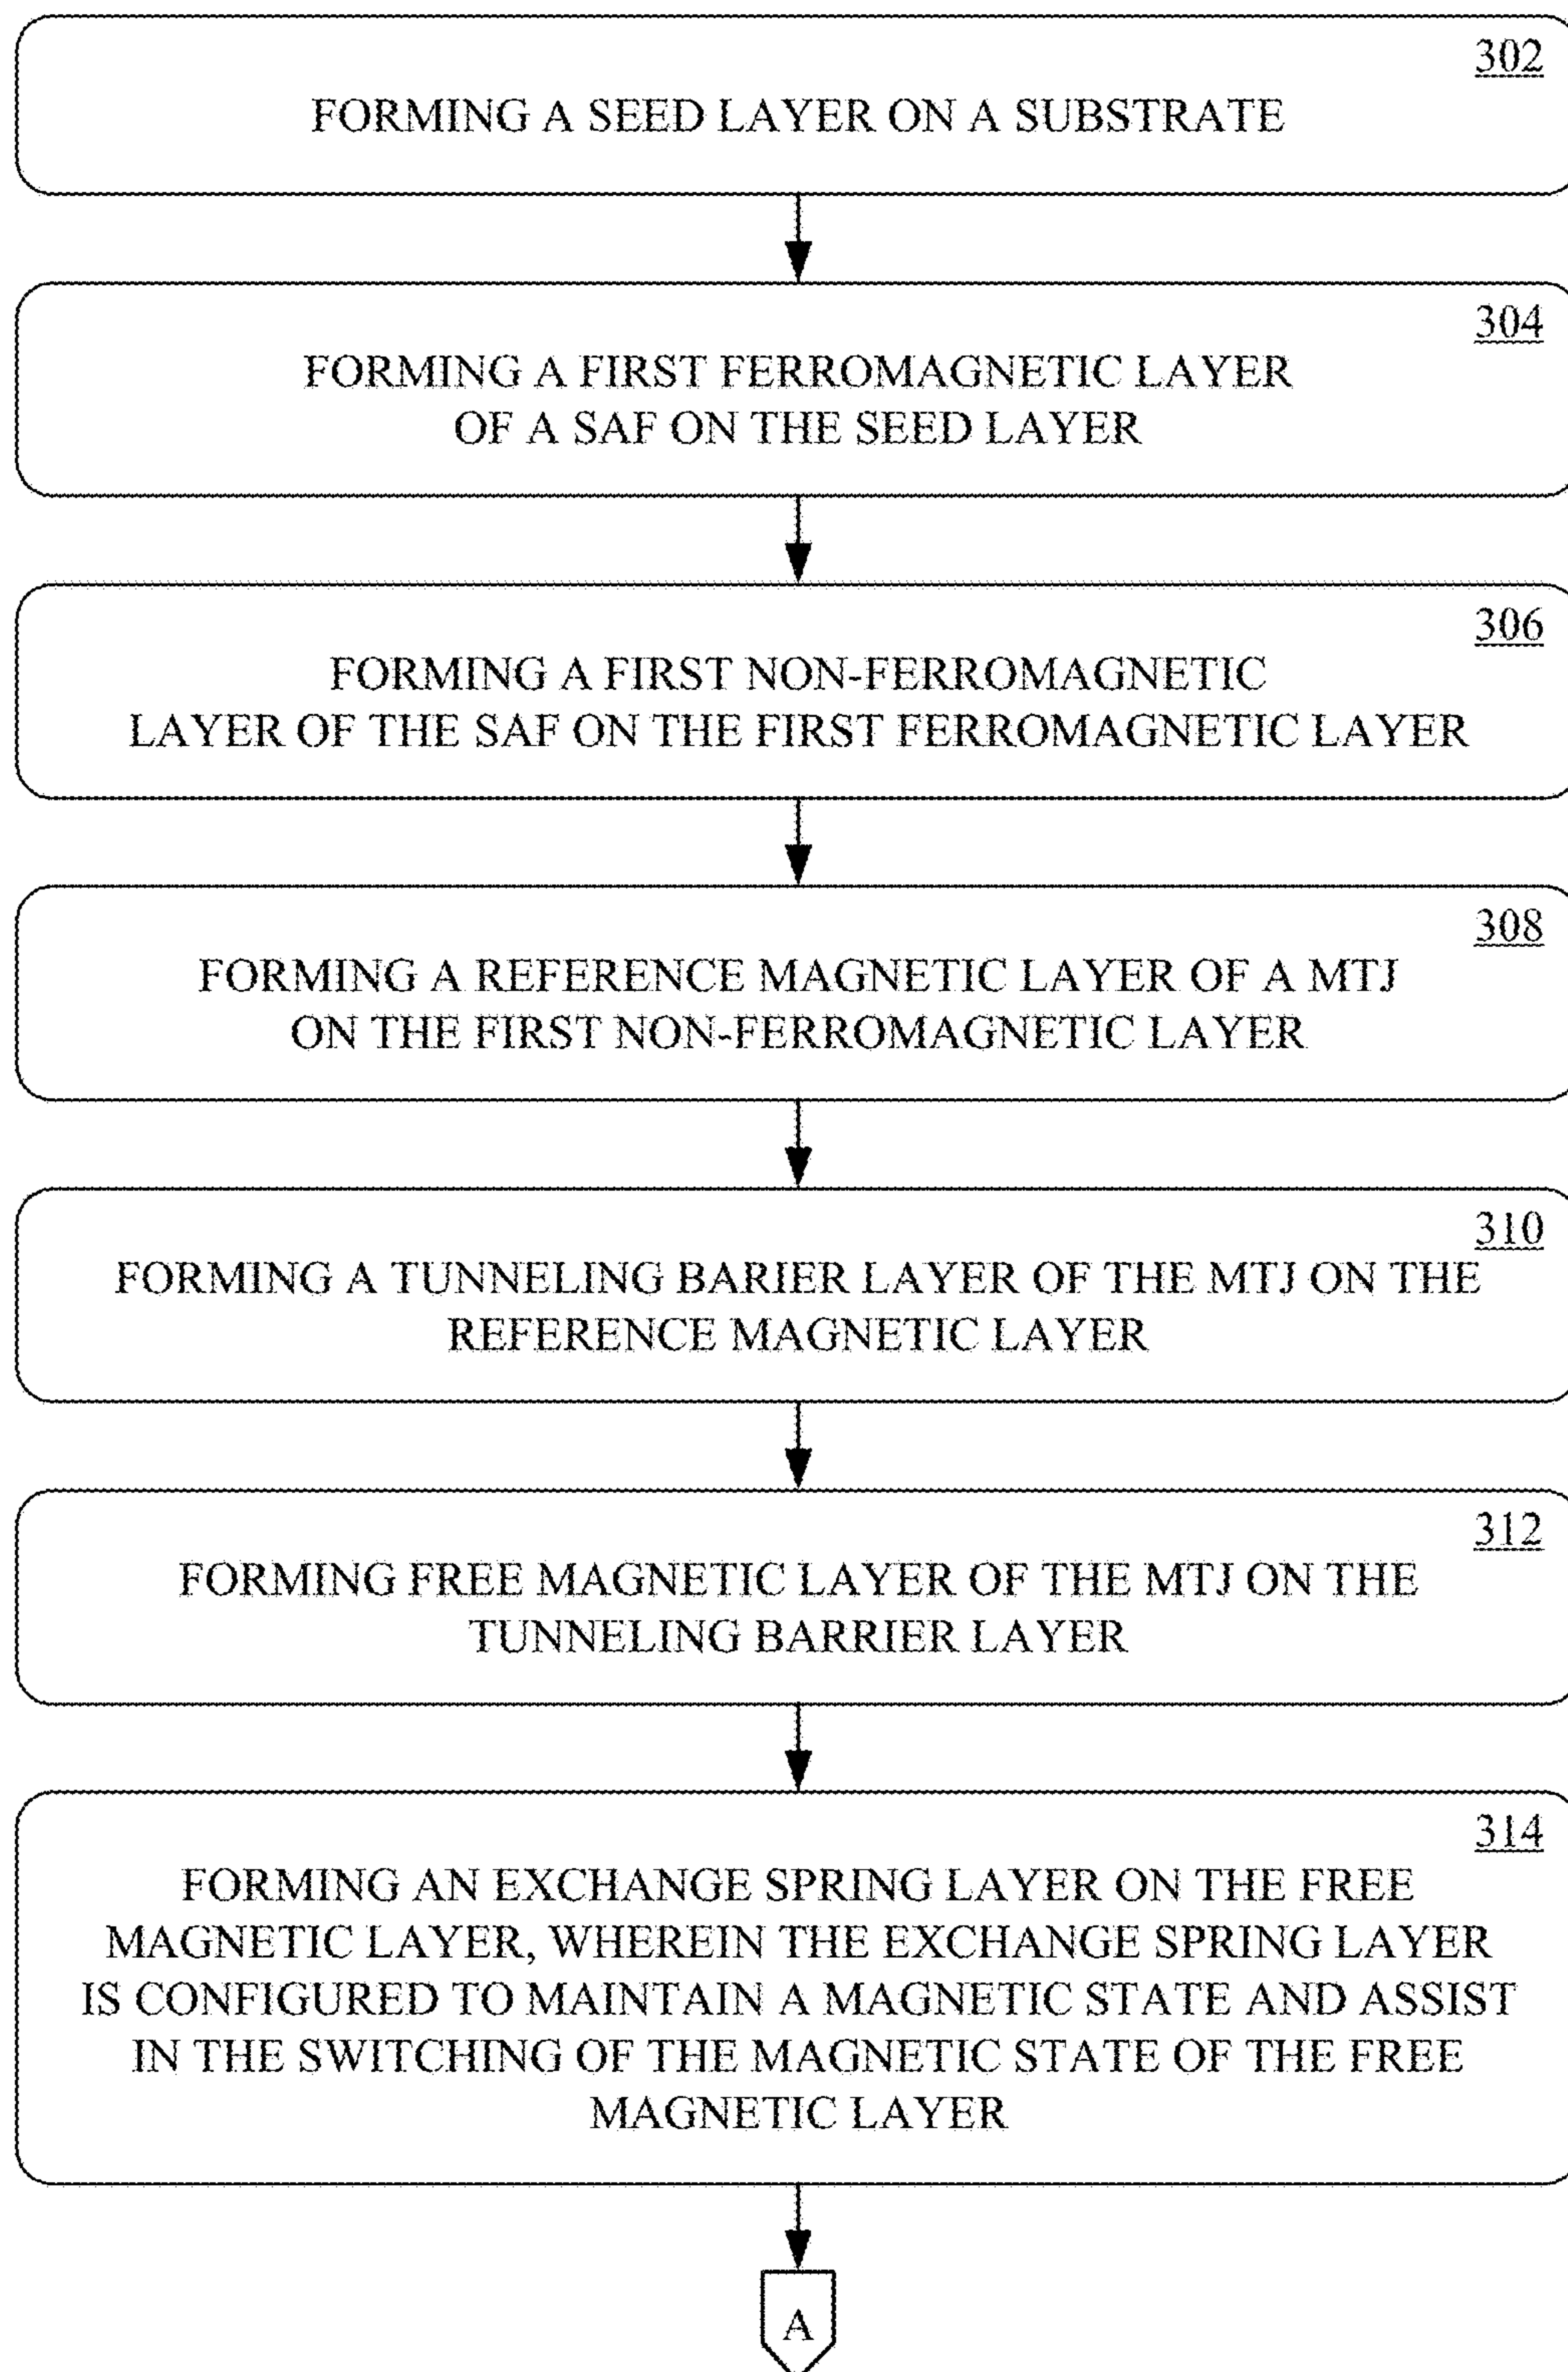 302
FORMING A SEED LAYER ON A SUBSTRATE
304
FORMING A FIRST FERROMAGNETIC LAYER
OF A SAF ON THE SEED LAYER
306
FORMING A FIRST NON-FERROMAGNETIC
LAYER OF THE SAF ON THE FIRST FERROMAGNETIC LAYER
308
FORMING A REFERENCE MAGNETIC LAYER OF A MTJ
ON THE FIRST NON-FERROMAGNETIC LAYER
310
FORMING A TUNNELING BARIER LAYER OF THE MTJ ON THE
REFERENCE MAGNETIC LAYER
312
FORMING FREE MAGNETIC LAYER OF THE MTJ ON THE
TUNNELING BARRIER LAYER
314
FORMING AN EXCHANGE SPRING LAYER ON THE FREE
MAGNETIC LAYER, WHEREIN THE EXCHANGE SPRING LAYER
IS CONFIGURED TO MAINTAIN A MAGNETIC STATE AND ASSIST
IN THE SWITCHING OF THE MAGNETIC STATE OF THE FREE
MAGNETIC LAYER
A